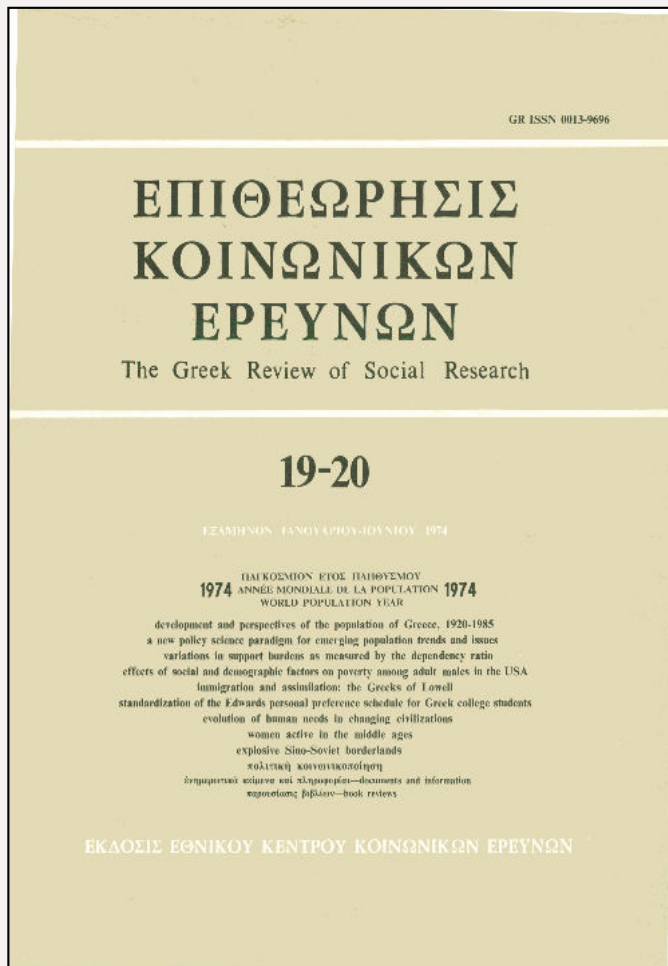 GR ISSN 0013-9696
ΕΠΙΘΕΩΡΗΣΙΣ
ΚΟΙΝΩΝΙΚΩΝ
ΕΡΕΥΝΩΝ
The Greek Review of Social Research
19-20
ΕΞΑΜΗΝΟΝ ΙΑΝΟΥΑΡΙΟΥ-ΙΟΥΝΙΟΥ 1974
ΠΑΓΚΟΣΜΙΟΝ ΕΤΟΣ ΠΛΗΘΥΣΜΟΥ
1974 ANNÉE MONDIALE DE LA POPULATION 1974
WORLD POPULATION YEAR
development and perspectives of the population of Greece, 1920-1985
a new policy science paradigm for emerging population trends and issues
variations in support burdens as measured by the dependency ratio
effects of social and demographic factors on poverty among adult males in the USA
immigration and assimilation: the Greeks of Lowell
standardization of the Edwards personal preference schedule for Greek college students
evolution of human needs in changing civilizations
women active in the middle ages
explosive Sino-Soviet borderlands
πολιτική κοινωνικοποίηση
ἐνημερωτικά κείμενα καί πληροφορίαι—documents and information
παρουσίασις βιβλίων—book reviews
ΕΚΔΟΣΙΣ ΕΘΝΙΚΟΥ ΚΕΝΤΡΟΥ ΚΟΙΝΩΝΙΚΩΝ ΕΡΕΥΝΩΝ